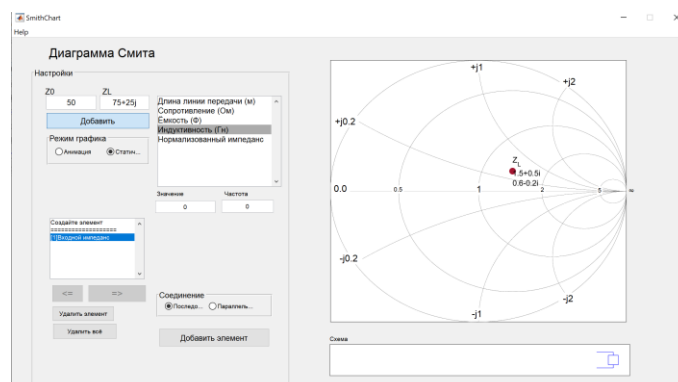 SmithChart
Help
Диаграмма Смита
Настройки
Z0 ZL
50 75+25j
Добавить
Режим графика
Анимация Статич...
Длина линии передачи (м)
Сопротивление (Ом)
Ёмкость (Ф)
Индуктивность (Гн)
Нормализованный импеданс
Значение Частота
0 0
Создайте элемент
==================
[1]Входной импеданс
<= =>
Удалить элемент
Удалить всё
Соединение
Последо... Параллель...
Добавить элемент
+j1
+j2
+j0.2
ZL
1.5+0.5i
0.6-0.2i
0.0 0.5 1 2 5 ∞
-j0.2
-j2
-j1
Схема